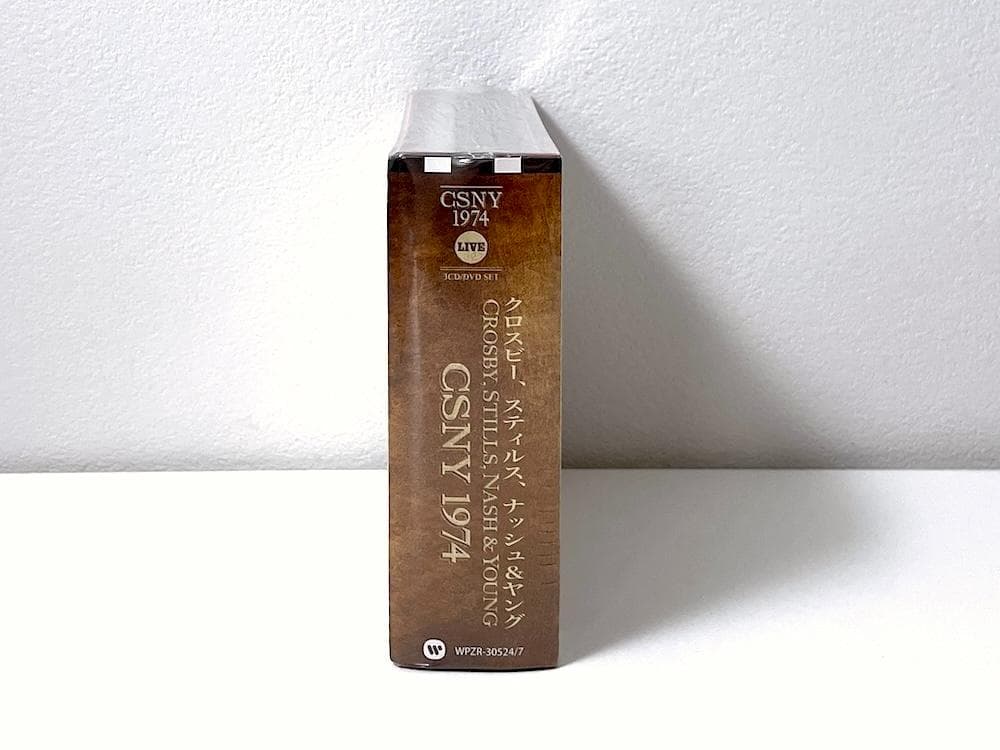 CSNY
1974
LIVE
3CD/DVD SET
クロスビー、スティルス、ナッシュ&ヤング
CROSBY, STILLS, NASH & YOUNG
CSNY 1974
W
WPZR-30524/7